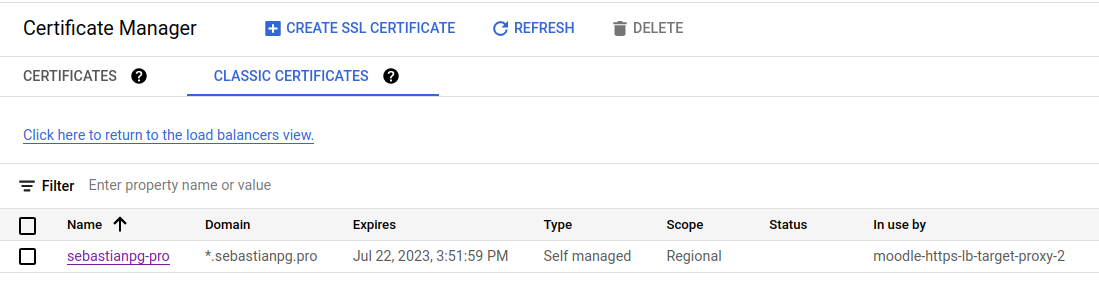 Certificate Manager CREATE SSL CERTIFICATE REFRESH DELETE
CERTIFICATES ? CLASSIC CERTIFICATES ?
Click here to return to the load balancers view.
Filter Enter property name or value
Name Domain Expires Type Scope Status In use by
sebastianpg-pro *.sebastianpg.pro Jul 22, 2023, 3:51:59 PM Self managed Regional moodle-https-lb-target-proxy-2